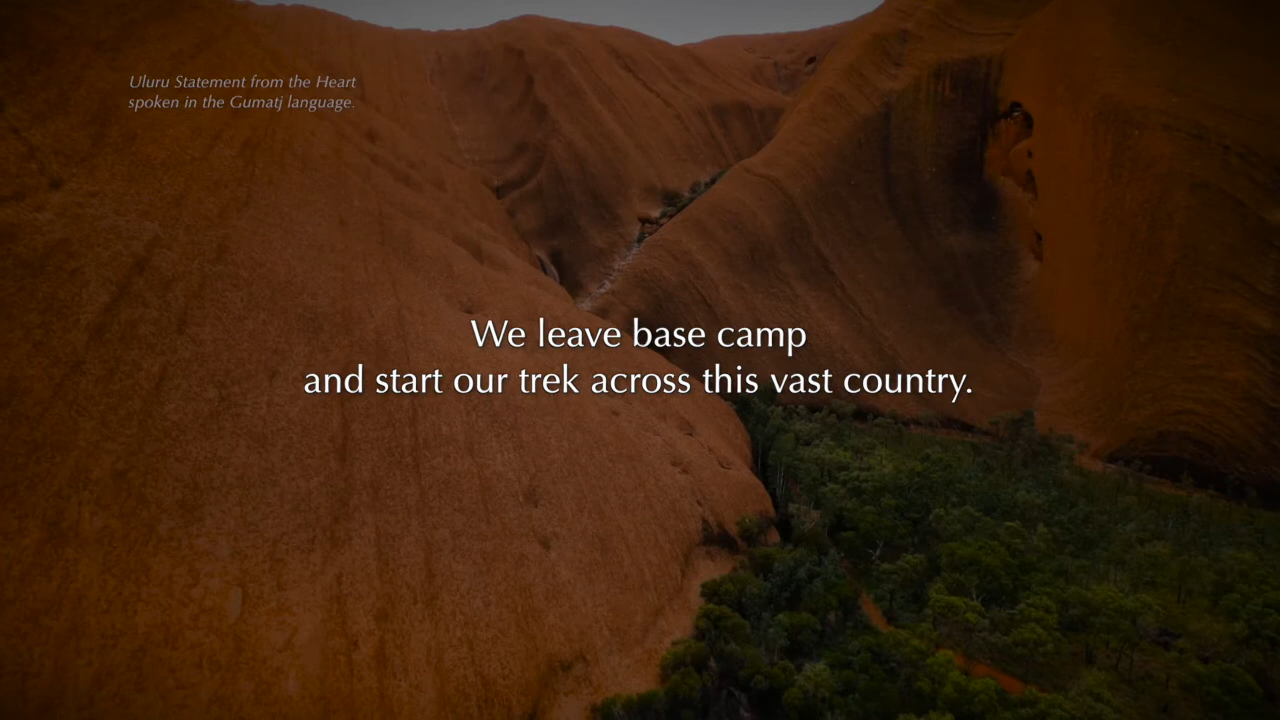 Uluru Statement from the Heart
spoken in the Gumatj language.
We leave base camp
and start our trek across this vast country.